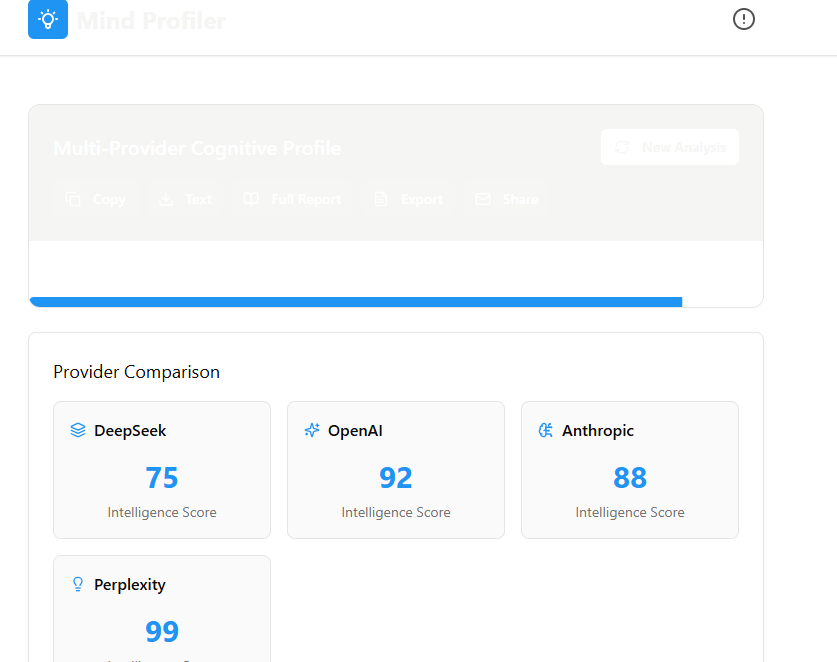 Mind Profiler
Multi-Provider Cognitive Profile
New Analysis
Copy Text Full Report Export Share
Provider Comparison
DeepSeek OpenAI Anthropic
75 92 88
Intelligence Score Intelligence Score Intelligence Score
Perplexity
99